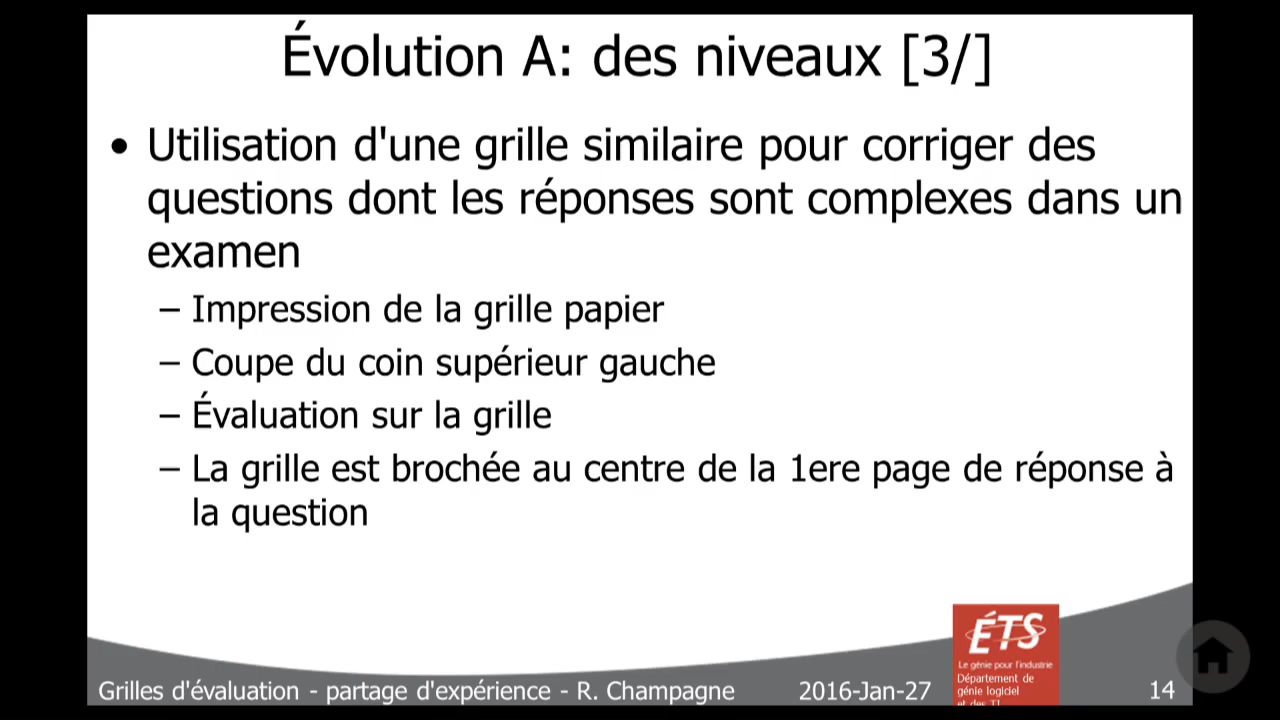 Évolution A: des niveaux [3/]
• Utilisation d'une grille similaire pour corriger des
questions dont les réponses sont complexes dans un
examen
– Impression de la grille papier
– Coupe du coin supérieur gauche
– Évaluation sur la grille
– La grille est brochée au centre de la 1ere page de réponse à
la question
ÉTS
Le génie pour l'industrie
Département de
génie logiciel
et des TI
Grilles d'évaluation - partage d'expérience - R. Champagne
2016-Jan-27
14